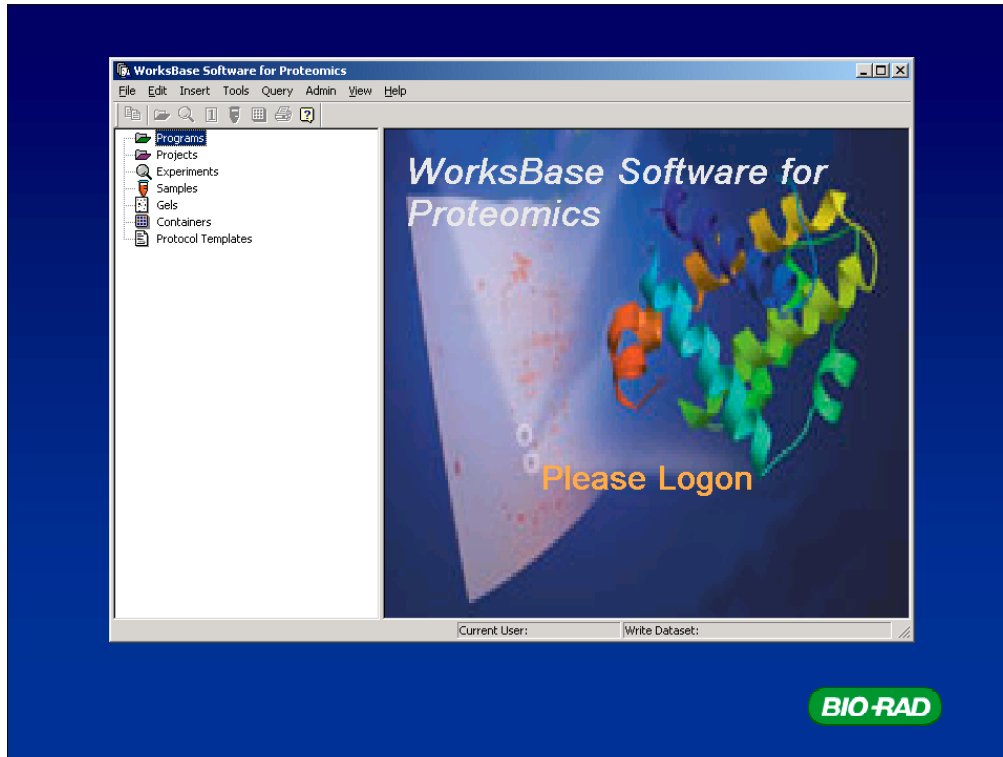 WorksBase Software for Proteomics
File Edit Insert Tools Query Admin View Help
Programs
Projects
Experiments
Samples
Gels
Containers
Protocol Templates
WorksBase Software for
Proteomics
Please Logon
Current User: Write Dataset:
BIO-RAD